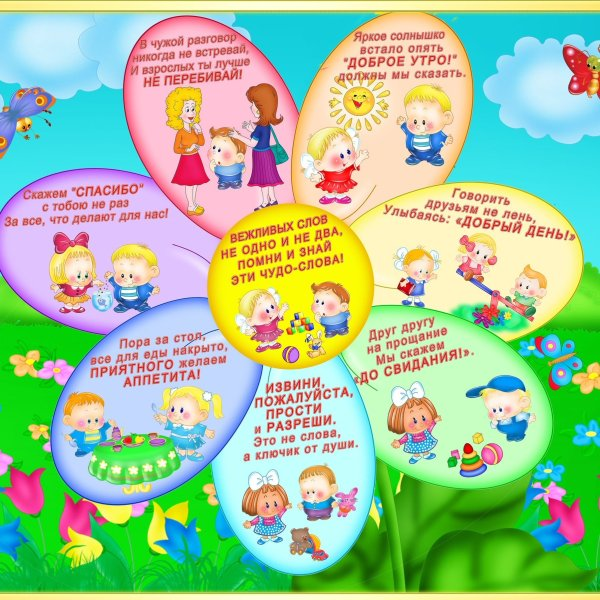 В чужой разговор
никогда не встревай,
И взрослых ты лучше
НЕ ПЕРЕБИВАЙ!
Яркое солнышко
встало опять
"ДОБРОЕ УТРО!"
должны мы сказать.
Скажем "СПАСИБО"
с тобою не раз
За все, что делают для нас!
ВЕЖЛИВЫХ СЛОВ
НЕ ОДНО И НЕ ДВА,
ПОМНИ И ЗНАЙ
ЭТИ ЧУДО-СЛОВА!
Говорить
друзьям не лень,
Улыбаясь: «ДОБРЫЙ ДЕНЬ!»
Пора за стол,
все для еды накрыто,
ПРИЯТНОГО желаем
АППЕТИТА!
ИЗВИНИ,
ПОЖАЛУЙСТА,
ПРОСТИ
и РАЗРЕШИ.
Это не слова,
а ключик от души.
Друг другу
на прощание
Мы скажем
«ДО СВИДАНИЯ!».